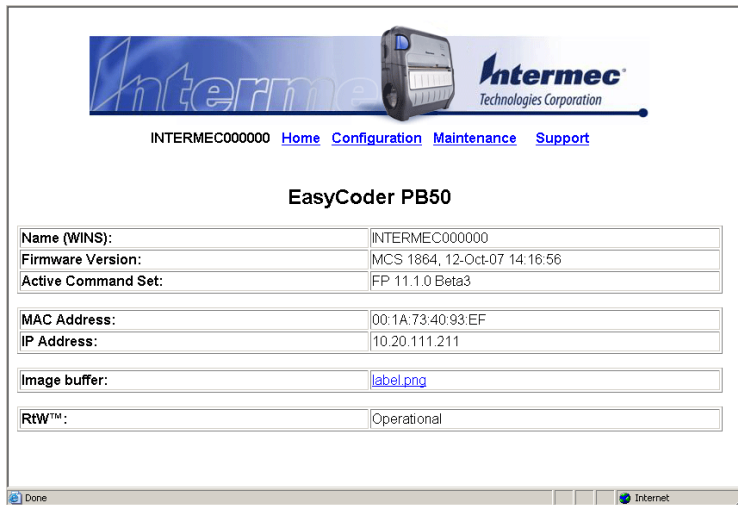 Intermec
Intermec
Technologies Corporation
INTERMEC000000 Home Configuration Maintenance Support
EasyCoder PB50
Name (WINS): INTERMEC000000
Firmware Version: MCS 1864, 12-Oct-07 14:16:56
Active Command Set: FP 11.1.0 Beta3
MAC Address: 00:1A:73:40:93:EF
IP Address: 10.20.111.211
Image buffer: label.png
RtW™: Operational
Done Internet